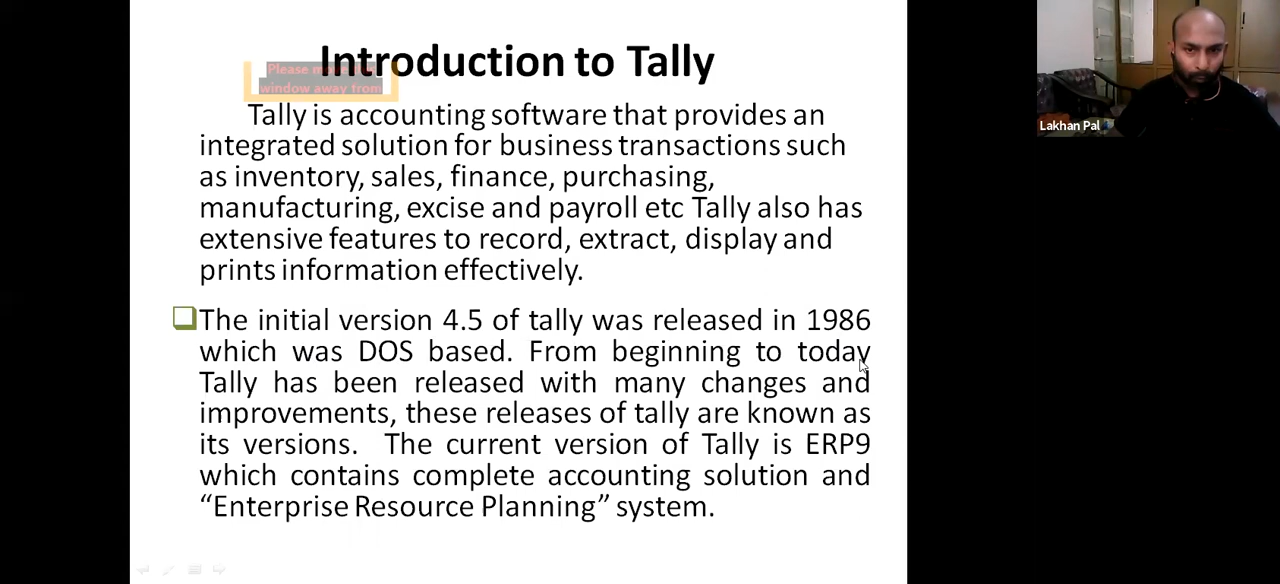 Introduction to Tally
Please mo
window away from
Tally is accounting software that provides an
integrated solution for business transactions such
as inventory, sales, finance, purchasing,
manufacturing, excise and payroll etc Tally also has
extensive features to record, extract, display and
prints information effectively.
The initial version 4.5 of tally was released in 1986
which was DOS based. From beginning to today
Tally has been released with many changes and
improvements, these releases of tally are known as
its versions. The current version of Tally is ERP9
which contains complete accounting solution and
“Enterprise Resource Planning” system.
Lakhan Pal